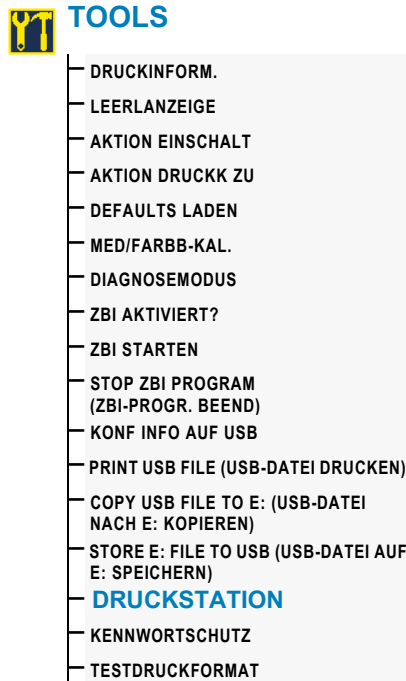 TOOLS
DRUCKINFORM.
LEERLANZEIGE
AKTION EINSCHALT
AKTION DRUCKK ZU
DEFAULTS LADEN
MED/FARBB-KAL.
DIAGNOSEMODUS
ZBI AKTIVIERT?
ZBI STARTEN
STOP ZBI PROGRAM
(ZBI-PROGR. BEEND)
KONF INFO AUF USB
PRINT USB FILE (USB-DATEI DRUCKEN)
COPY USB FILE TO E: (USB-DATEI
NACH E: KOPIEREN)
STORE E: FILE TO USB (USB-DATEI AUF
E: SPEICHERN)
DRUCKSTATION
KENNWORTSCHUTZ
TESTDRUCKFORMAT